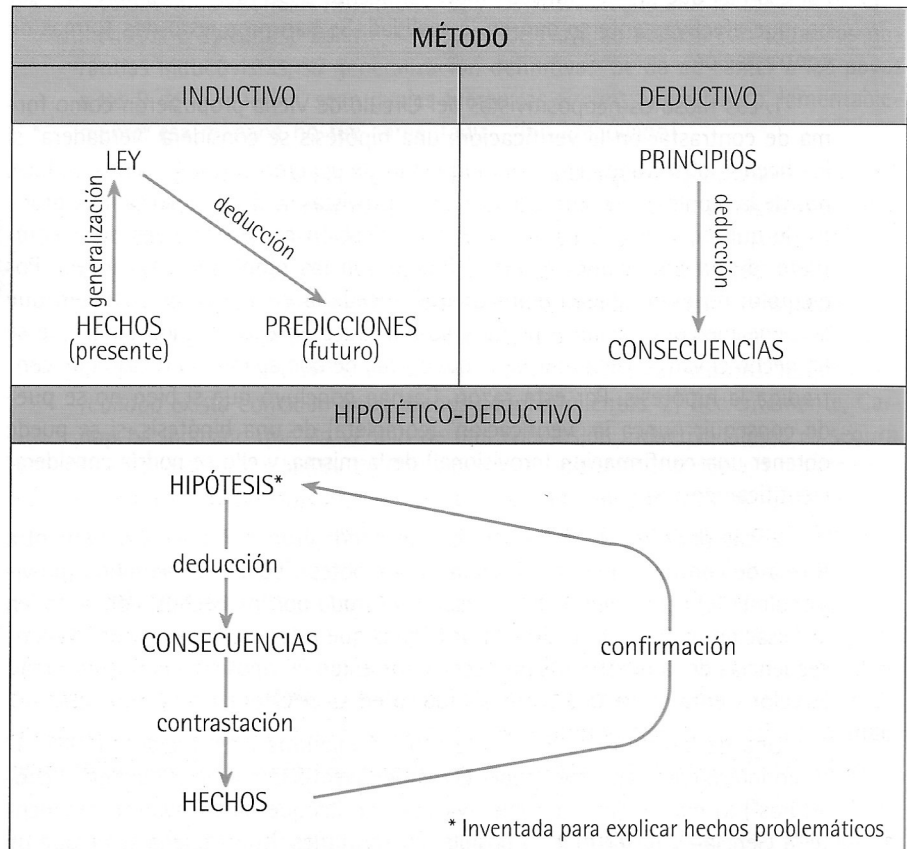 MÉTODO
INDUCTIVO
DEDUCTIVO
LEY
generalización
deducción
HECHOS
(presente)
PREDICCIONES
(futuro)
PRINCIPIOS
deducción
CONSECUENCIAS
HIPOTÉTICO-DEDUCTIVO
HIPÓTESIS*
deducción
CONSECUENCIAS
contrastación
HECHOS
confirmación
* Inventada para explicar hechos problemáticos